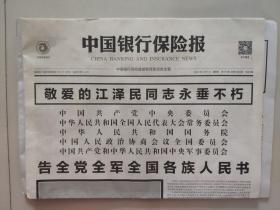 中国银行保险报
CHINA BANKING AND INSURANCE NEWS
敬爱的江泽民同志永垂不朽
中国共产党中央委员会
中华人民共和国全国人民代表大会常务委员会
中华人民共和国国务院
中国人民政治协商会议全国委员会
中国共产党和中华人民共和国中央军事委员会
告全党全军全国各族人民书